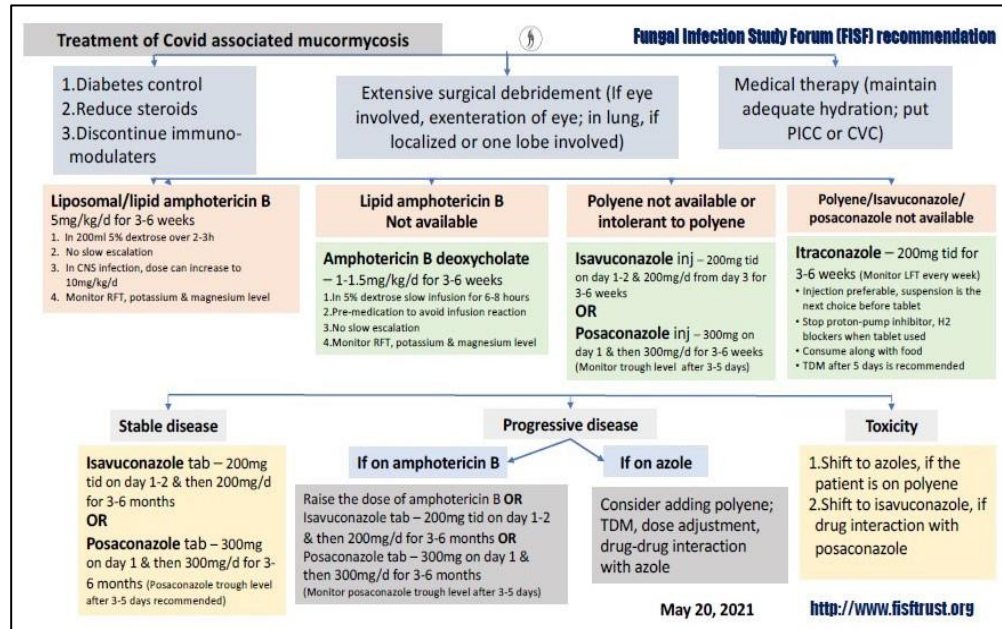 Treatment of Covid associated mucormycosis
Fungal Infection Study Forum (FISF) recommendation
1.Diabetes control
2.Reduce steroids
3.Discontinue immuno-
modulaters
Extensive surgical debridement (If
eye involved, exenteration of eye; in lung, if
localized or one lobe involved)
Medical therapy (maintain
adequate hydration; put
PICC or CVC)
Liposomal/lipid amphotericin B
5mg/kg/d for 3-6 weeks
1. In 200ml 5% dextrose over 2-3h
2. No slow escalation
3. In CNS infection, dose can increase to
10mg/kg/d
4. Monitor RFT, potassium & magnesium level
Lipid amphotericin B
Not available
Amphotericin B deoxycholate
– 1-1.5mg/kg/d for 3-6 weeks
1.In 5% dextrose slow infusion for 6-8 hours
2.Pre-medication to avoid infusion reaction
3.No slow escalation
4.Monitor RFT, potassium & magnesium level
Polyene not available or
intolerant to polyene
Isavuconazole inj – 200mg tid
on day 1-2 & 200mg/d from day 3 for
3-6 weeks
OR
Posaconazole inj – 300mg on
day 1 & then 300mg/d for 3-6 weeks
(Monitor trough level after 3-5 days)
Polyene/Isavuconazole/
posaconazole not available
Itraconazole – 200mg tid for
3-6 weeks (Monitor LFT every week)
• Injection preferable, suspension is the
next choice before tablet
• Stop proton-pump inhibitor, H2
blockers when tablet used
• Consume along with food
• TDM after 5 days is recommended
Stable disease
Isavuconazole tab – 200mg
tid on day 1-2 & then 200mg/d
for 3-6 months
OR
Posaconazole tab – 300mg
on day 1 & then 300mg/d for 3-
6 months (Posaconazole trough level
after 3-5 days recommended)
Progressive disease
If on amphotericin B
Raise the dose of amphotericin B OR
Isavuconazole tab – 200mg tid on day 1-2
& then 200mg/d for 3-6 months OR
Posaconazole tab – 300mg on day 1 &
then 300mg/d for 3-6 months
(Monitor posaconazole trough level after 3-5 days)
If on azole
Consider adding polyene;
TDM, dose adjustment,
drug-drug interaction
with azole
Toxicity
1.Shift to azoles, if the
patient is on polyene
2.Shift to isavuconazole, if
drug interaction with
posaconazole
May 20, 2021
http://www.fisftrust.org